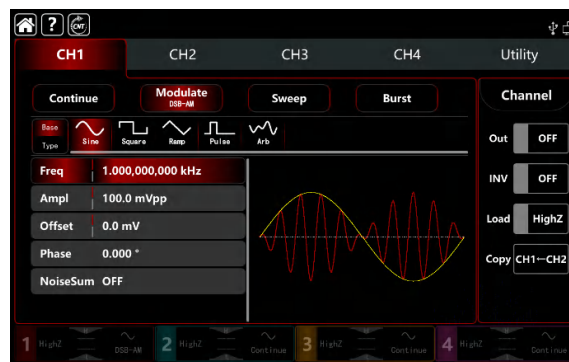 ? CNT
CH1 CH2 CH3 CH4 Utility
Continue Modulate Sweep Burst Channel
DSB-AM
Base
Type Sine Square Ramp Pulse Arb
Out OFF
Freq 1.000,000,000 kHz
INV OFF
Ampl 100.0 mVpp
Offset 0.0 mV
Load HighZ
Phase 0.000 °
Copy CH1←CH2
NoiseSum OFF
1 HighZ DSB-AM 2 HighZ Continue 3 HighZ Continue 4 HighZ Continue